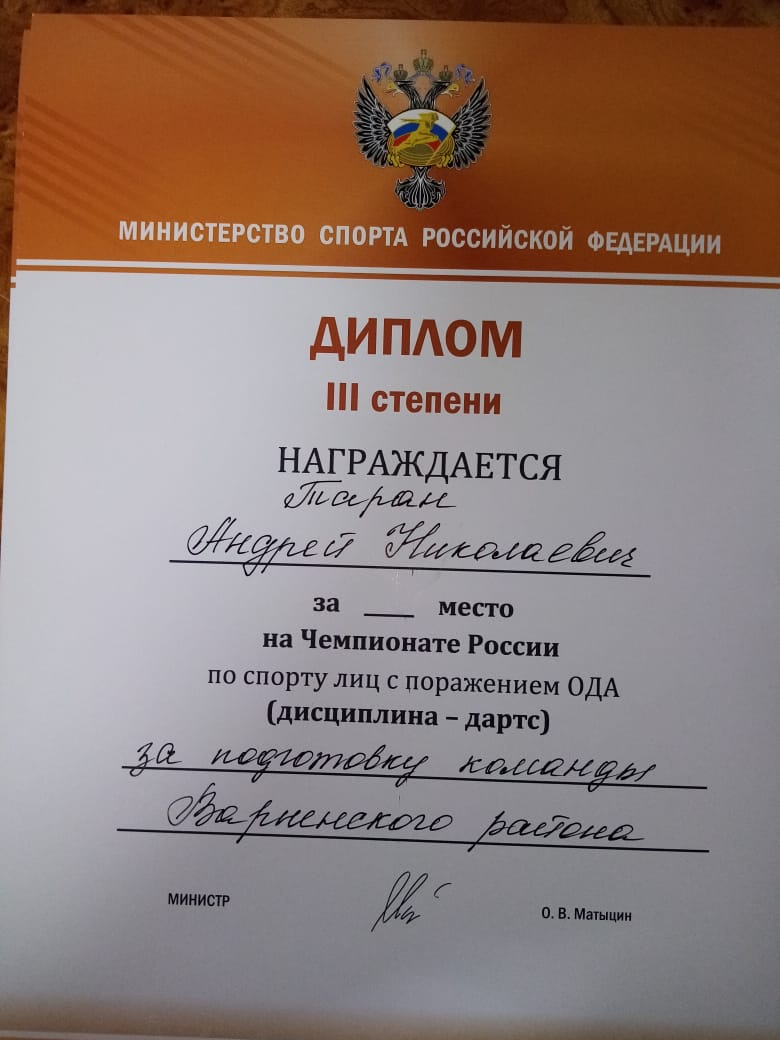 МИНИСТЕРСТВО СПОРТА РОССИЙСКОЙ ФЕДЕРАЦИИ
ДИПЛОМ
III степени
НАГРАЖДАЕТСЯ
Таран
Андрей Николаевич
за ____ место
на Чемпионате России
по спорту лиц с поражением ОДА
(дисциплина – дартс)
за подготовку команды
Варненского района
МИНИСТР
О. В. Матыцин